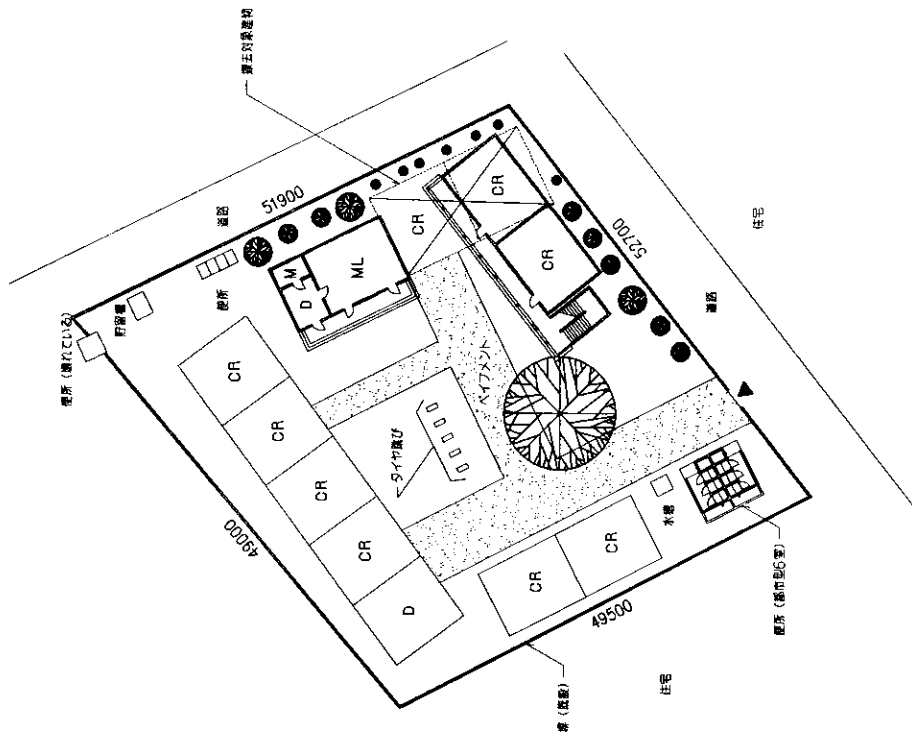 撤去対象建物
道路
51900
便所
便所（壊れている）
貯留槽
M
D
ML
CR
CR
CR
52700
住宅
道路
CR
CR
CR
CR
D
49000
タイヤ跳び
ペイブメント
CR
CR
水槽
49500
便所（都市型6室）
塀（既設）
住宅